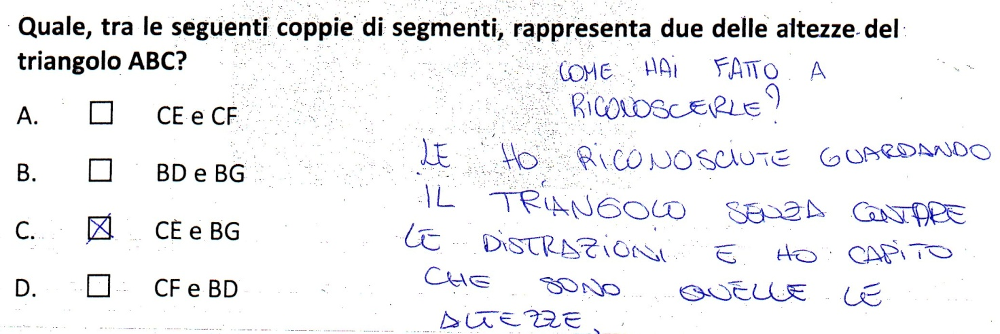 Quale, tra le seguenti coppie di segmenti, rappresenta due delle altezze del
triangolo ABC?
COME HAI FATTO A
RICONOSCERLE?
A. CE e CF
B. BD e BG
C. CE e BG
D. CF e BD
LE HO RICONOSCIUTE GUARDANDO
IL TRIANGOLO SENZA CONTARE
LE DISTRAZIONI E HO CAPITO
CHE SONO QUELLE LE
ALTEZZE.